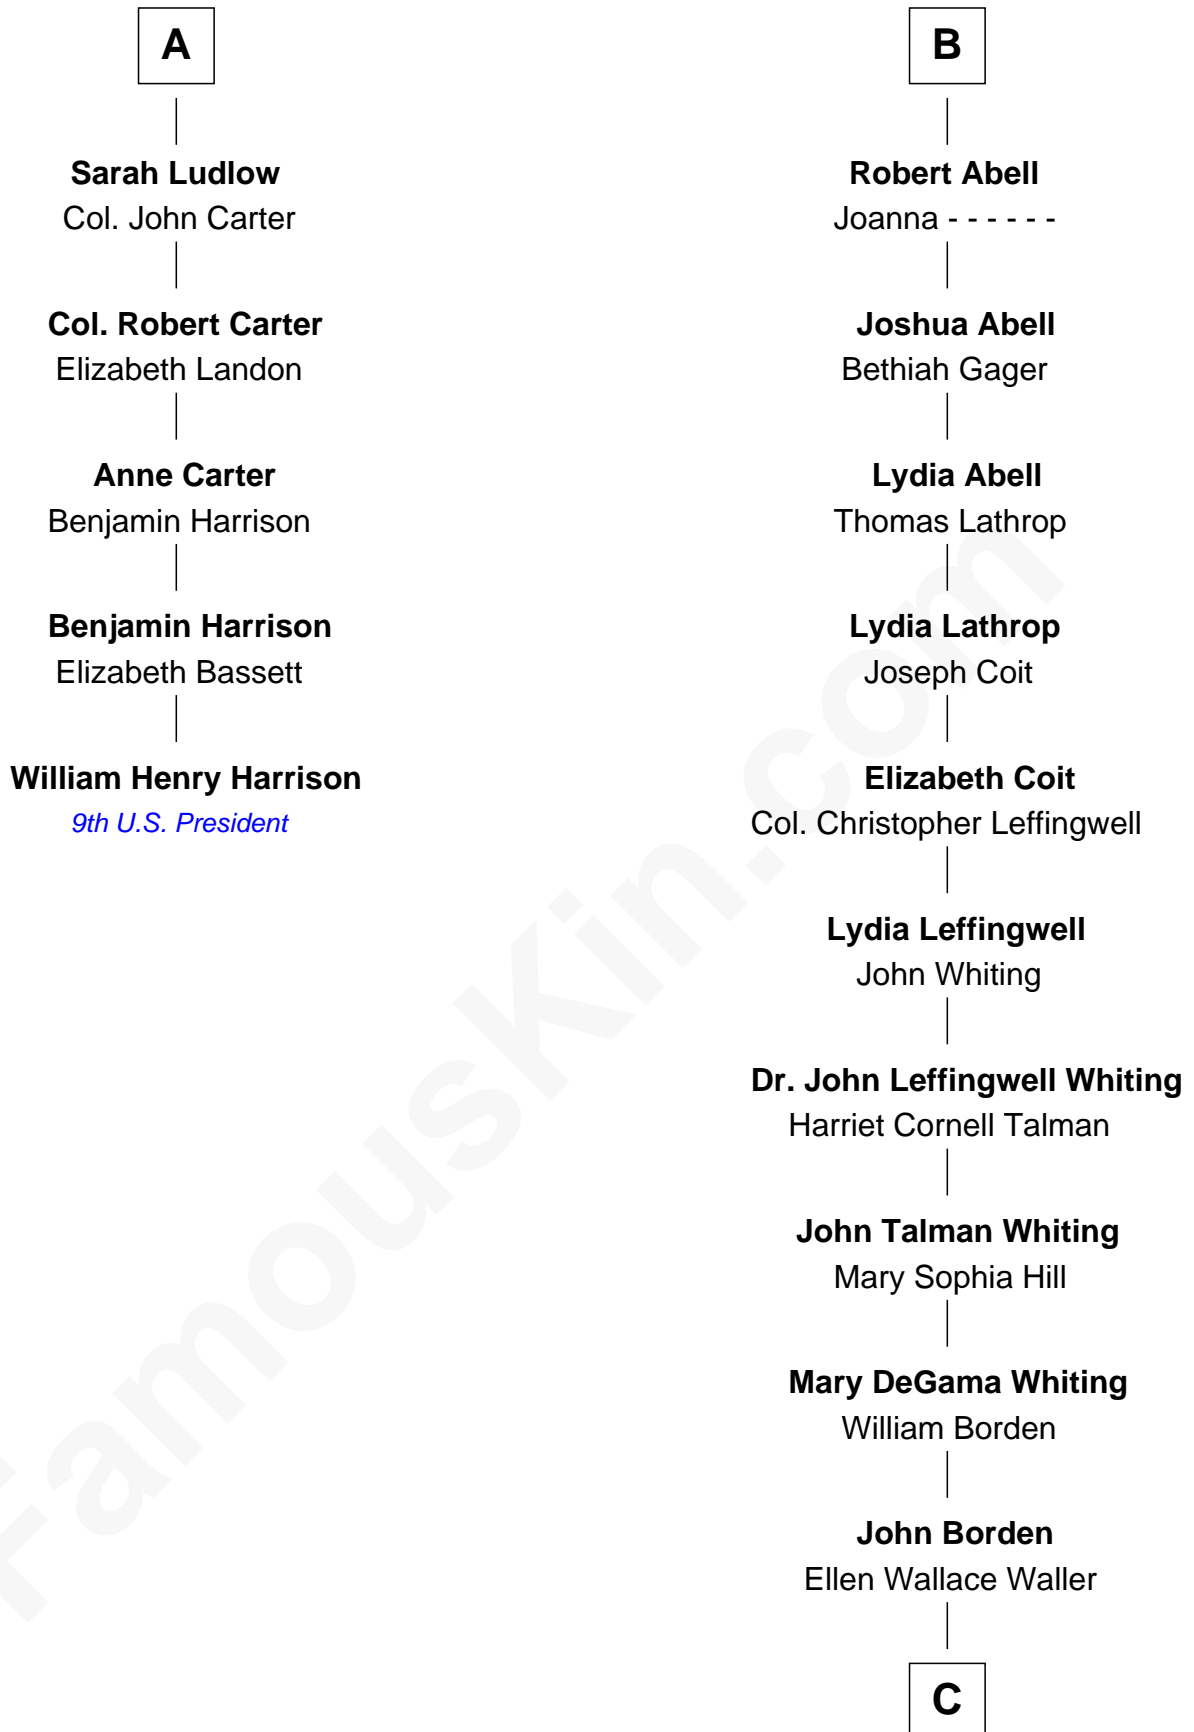 A
Sarah Ludlow
Col. John Carter
Col. Robert Carter
Elizabeth Landon
Anne Carter
Benjamin Harrison
Benjamin Harrison
Elizabeth Bassett
William Henry Harrison
9th U.S. President
B
Robert Abell
Joanna - - - - - -
Joshua Abell
Bethiah Gager
Lydia Abell
Thomas Lathrop
Lydia Lathrop
Joseph Coit
Elizabeth Coit
Col. Christopher Leffingwell
Lydia Leffingwell
John Whiting
Dr. John Leffingwell Whiting
Harriet Cornell Talman
John Talman Whiting
Mary Sophia Hill
Mary DeGama Whiting
William Borden
John Borden
Ellen Wallace Waller
C
FamousKin.com